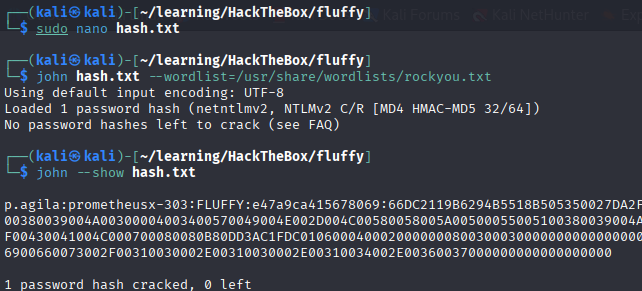 Kali Forums Kali NetHunter
┌──(kali㉿kali)-[~/learning/HackTheBox/fluffy]
└─$ sudo nano hash.txt
┌──(kali㉿kali)-[~/learning/HackTheBox/fluffy]
└─$ john hash.txt --wordlist=/usr/share/wordlists/rockyou.txt
Using default input encoding: UTF-8
Loaded 1 password hash (netntlmv2, NTLMv2 C/R [MD4 HMAC-MD5 32/64])
No password hashes left to crack (see FAQ)
┌──(kali㉿kali)-[~/learning/HackTheBox/fluffy]
└─$ john --show hash.txt
p.agila:prometheusx-303:FLUFFY:e47a9ca415678069:66DC2119B6294B5518B505350027DA2F
00380039004A00300004003400570049004E002D004C00580058005A005000550051003800390004A
F00430041004C000700080080B80DD3AC1FDC01060004000200000008003000300000000000000000
6900660073002F00310030002E00310030002E00310034002E003600370000000000000000000
1 password hash cracked, 0 left